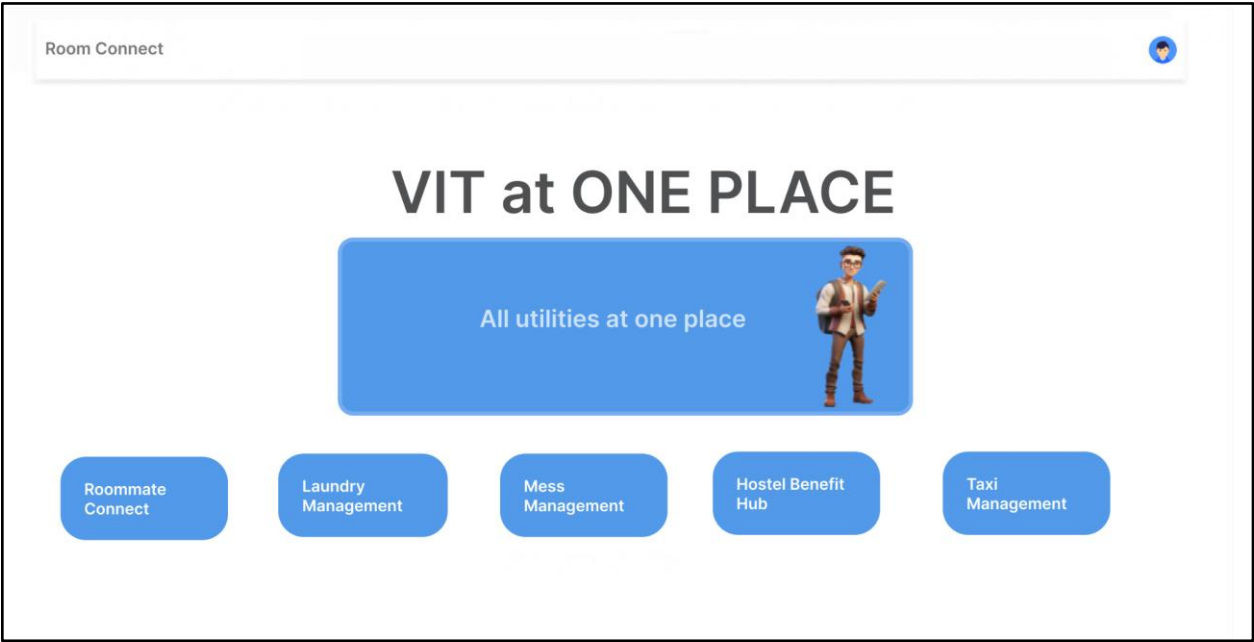 Room Connect
VIT at ONE PLACE
All utilities at one place
Roommate
Connect
Laundry
Management
Mess
Management
Hostel Benefit
Hub
Taxi
Management